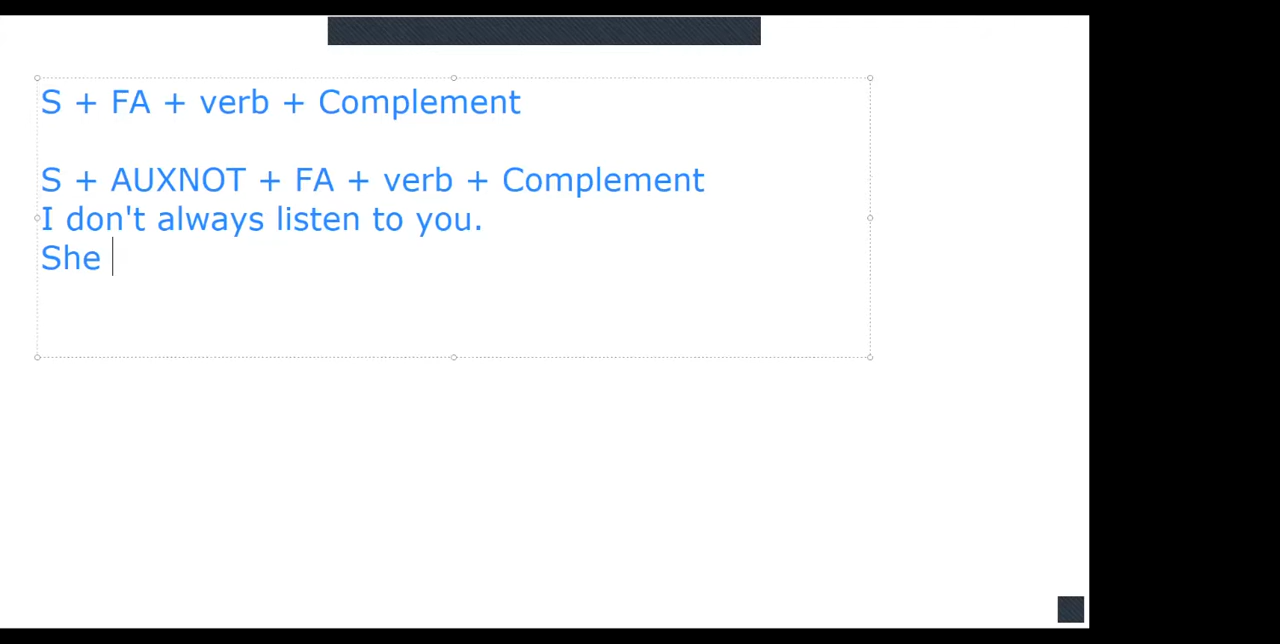 S + FA + verb + Complement
S + AUXNOT + FA + verb + Complement
I don't always listen to you.
She